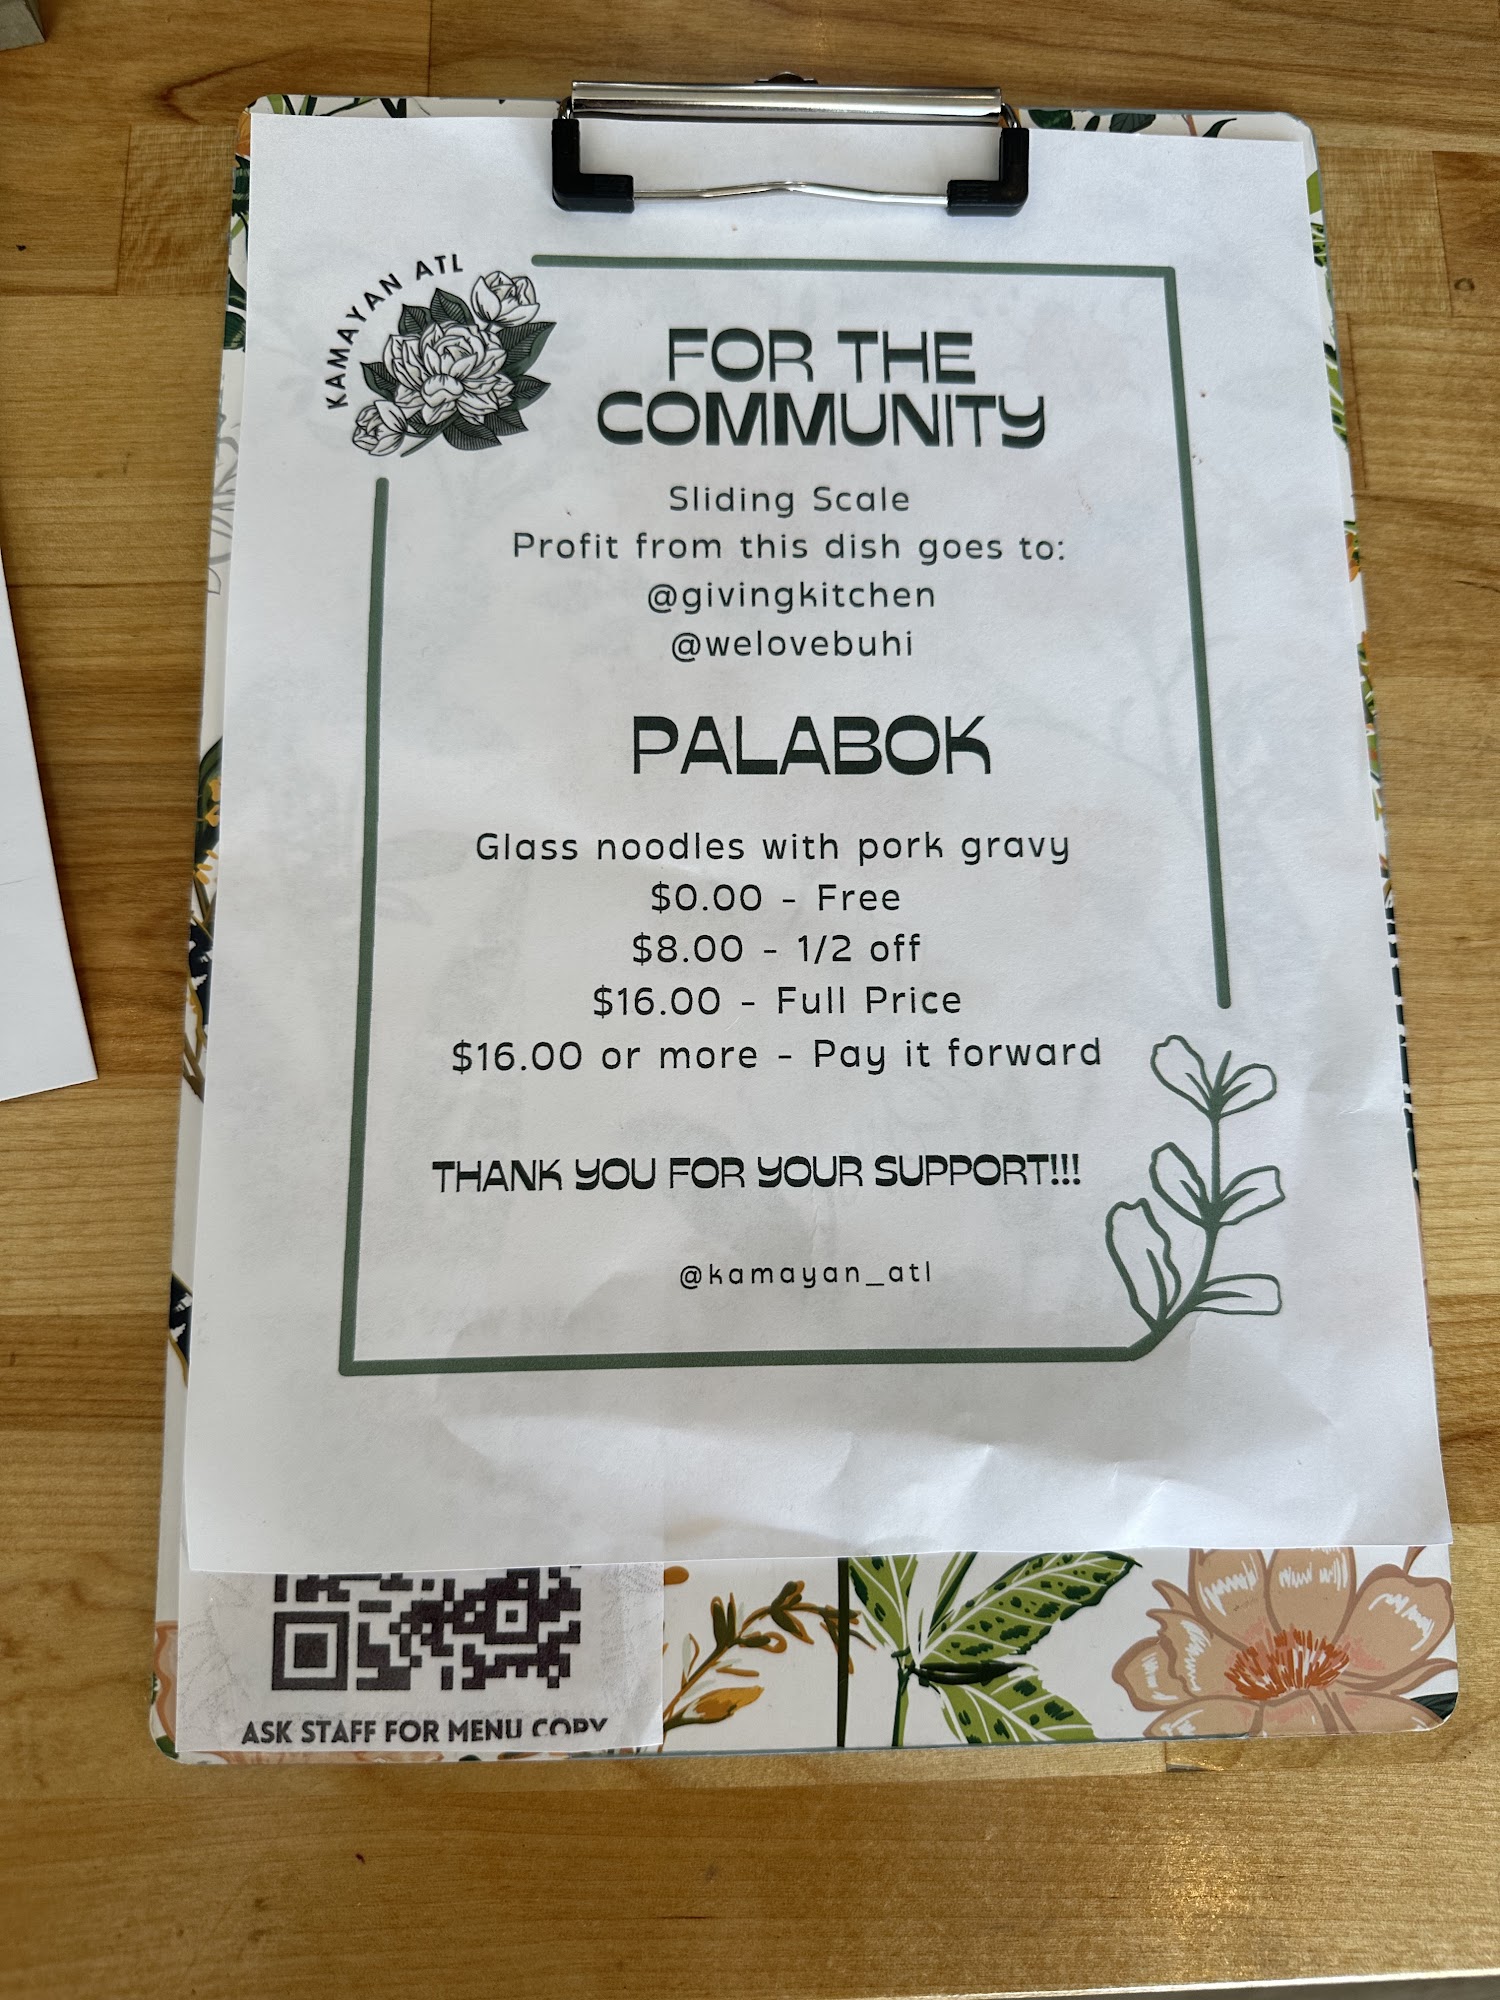 KAMAYAN ATL
FOR THE
COMMUNITY
Sliding Scale
Profit from this dish goes to:
@givingkitchen
@welovebuhi
PALABOK
Glass noodles with pork gravy
$0.00 - Free
$8.00 - 1/2 off
$16.00 - Full Price
$16.00 or more - Pay it forward
THANK YOU FOR YOUR SUPPORT!!!
@kamayan_atl
ASK STAFF FOR MENU COPY